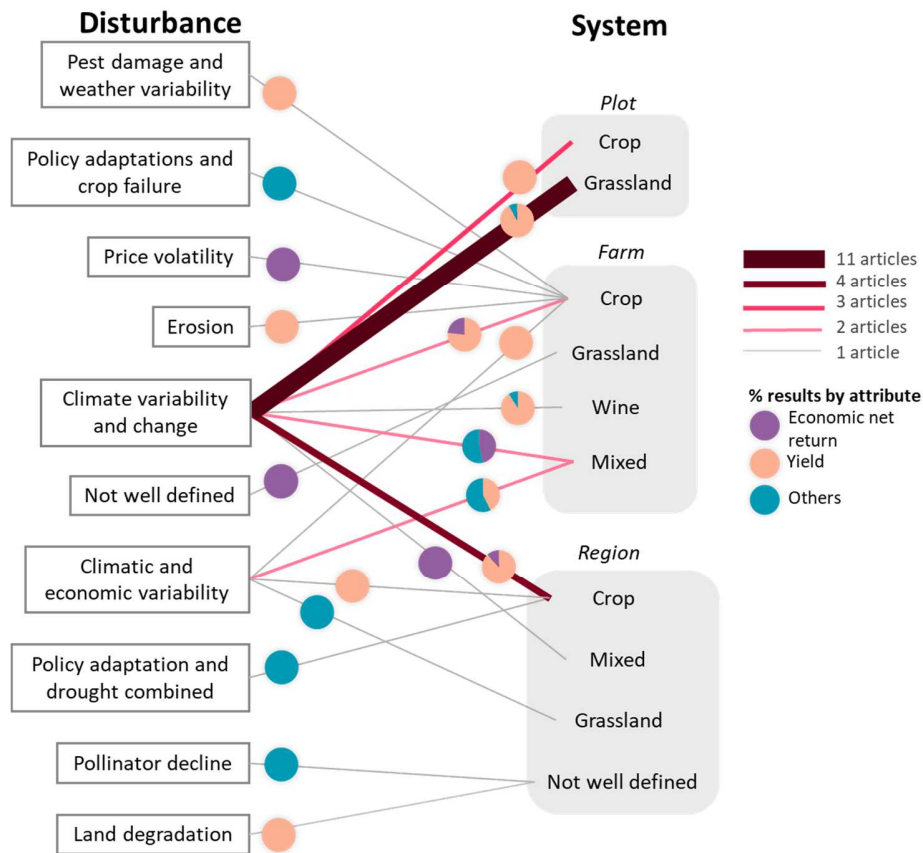 Disturbance
System
Pest damage and
weather variability
Policy adaptations and
crop failure
Price volatility
Erosion
Climate variability
and change
Not well defined
Climatic and
economic variability
Policy adaptation and
drought combined
Pollinator decline
Land degradation
Plot
Crop
Grassland
Farm
Crop
Grassland
Wine
Mixed
Region
Crop
Mixed
Grassland
Not well defined
11 articles
4 articles
3 articles
2 articles
1 article
% results by attribute
Economic net
return
Yield
Others